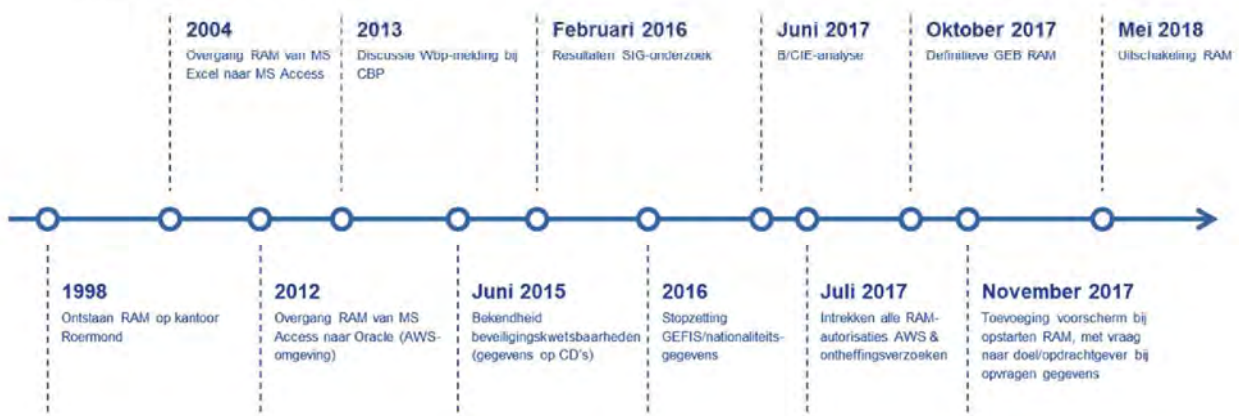 2004
Overgang RAM van MS
Excel naar MS Access
2013
Discussie Wbp-melding bij
CBP
Februari 2016
Resultaten SIG-onderzoek
Juni 2017
B/CIE-analyse
Oktober 2017
Definitieve GEB RAM
Mei 2018
Uitschakeling RAM
1998
Ontstaan RAM op kantoor
Roermond
2012
Overgang RAM van MS
Access naar Oracle (AWS-
omgeving)
Juni 2015
Bekendheid
beveiligingskwetsbaarheden
(gegevens op CD's)
2016
Stopzetting
GEFIS/nationaliteits-
gegevens
Juli 2017
Intrekken alle RAM-
autorisaties AWS &
ontheffingsverzoeken
November 2017
Toevoeging voorscherm bij
opstarten RAM, met vraag
naar doel/opdrachtgever bij
opvragen gegevens